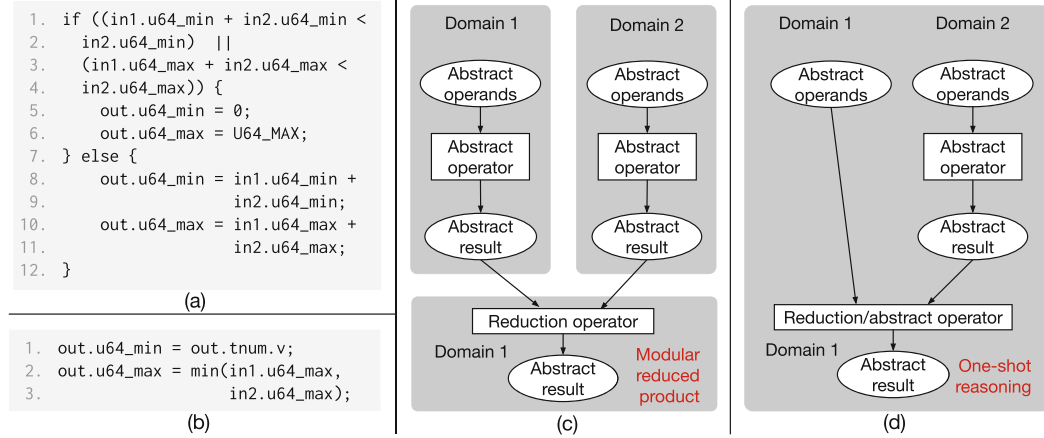 1. if ((in1.u64_min + in2.u64_min <
2. in2.u64_min) ||
3. (in1.u64_max + in2.u64_max <
4. in2.u64_max)) {
5. out.u64_min = 0;
6. out.u64_max = U64_MAX;
7. } else {
8. out.u64_min = in1.u64_min +
9. in2.u64_min;
10. out.u64_max = in1.u64_max +
11. in2.u64_max;
12. }
(a)
1. out.u64_min = out.tnum.v;
2. out.u64_max = min(in1.u64_max,
3. in2.u64_max);
(b)
Domain 1
Domain 2
Abstract
operands
Abstract
operands
Abstract
operator
Abstract
operator
Abstract
result
Abstract
result
Reduction operator
Domain 1
Abstract
result
Modular
reduced
product
(c)
Domain 1
Domain 2
Abstract
operands
Abstract
operands
Abstract
operator
Abstract
result
Reduction/abstract operator
Domain 1
Abstract
result
One-shot
reasoning
(d)